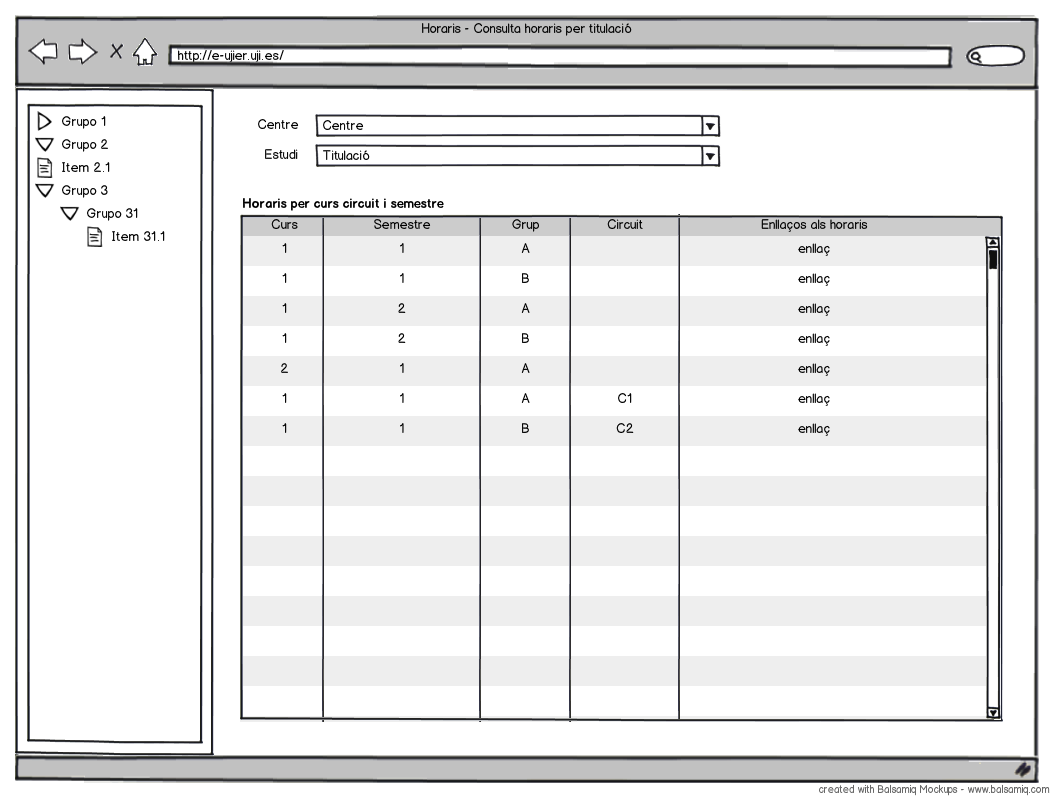 Horaris - Consulta horaris per titulació
http://e-ujier.uji.es/
Grupo 1
Grupo 2
Item 2.1
Grupo 3
Grupo 31
Item 31.1
Centre Centre
Estudi Titulació
Horaris per curs circuit i semestre
Curs Semestre Grup Circuit Enllaços als horaris
1 1 A enllaç
1 1 B enllaç
1 2 A enllaç
1 2 B enllaç
2 1 A enllaç
1 1 A C1 enllaç
1 1 B C2 enllaç
created with Balsamiq Mockups - www.balsamiq.com